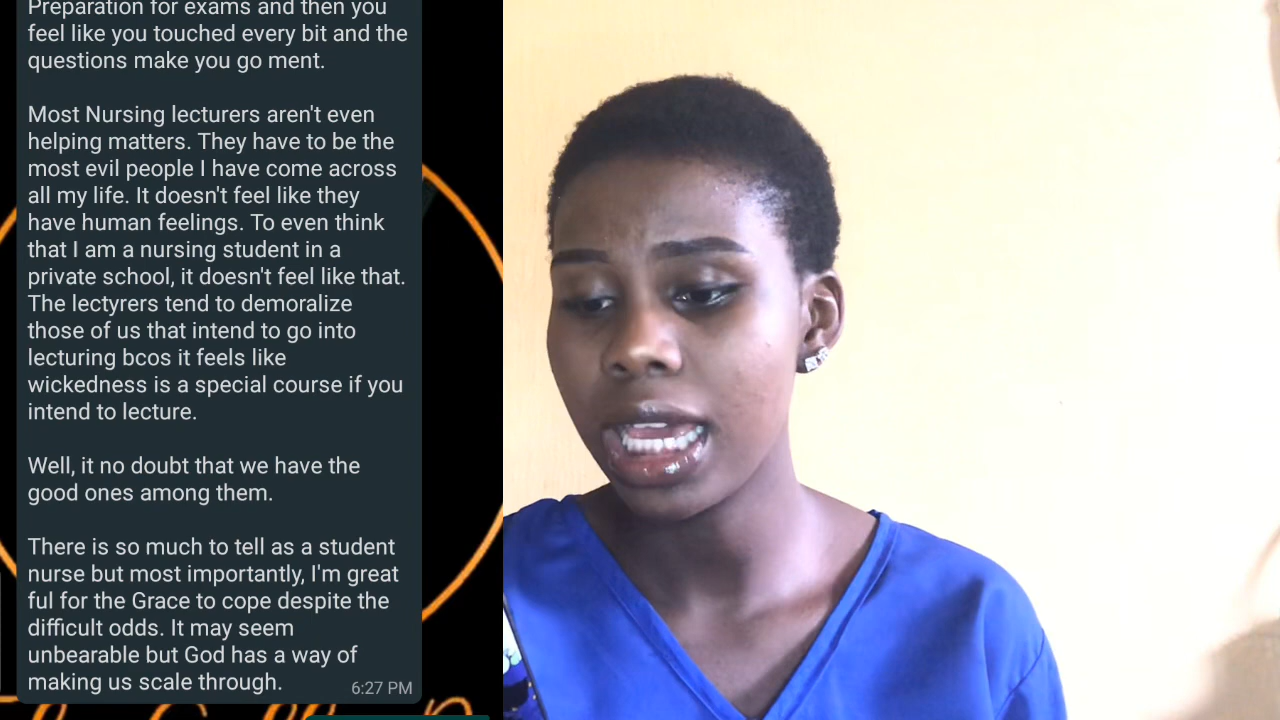 Preparation for exams and then you
feel like you touched every bit and the
questions make you go ment.
Most Nursing lecturers aren't even
helping matters. They have to be the
most evil people I have come across
all my life. It doesn't feel like they
have human feelings. To even think
that I am a nursing student in a
private school, it doesn't feel like that.
The lectyrers tend to demoralize
those of us that intend to go into
lecturing bcos it feels like
wickedness is a special course if you
intend to lecture.
Well, it no doubt that we have the
good ones among them.
There is so much to tell as a student
nurse but most importantly, I'm great
ful for the Grace to cope despite the
difficult odds. It may seem
unbearable but God has a way of
making us scale through.
6:27 PM